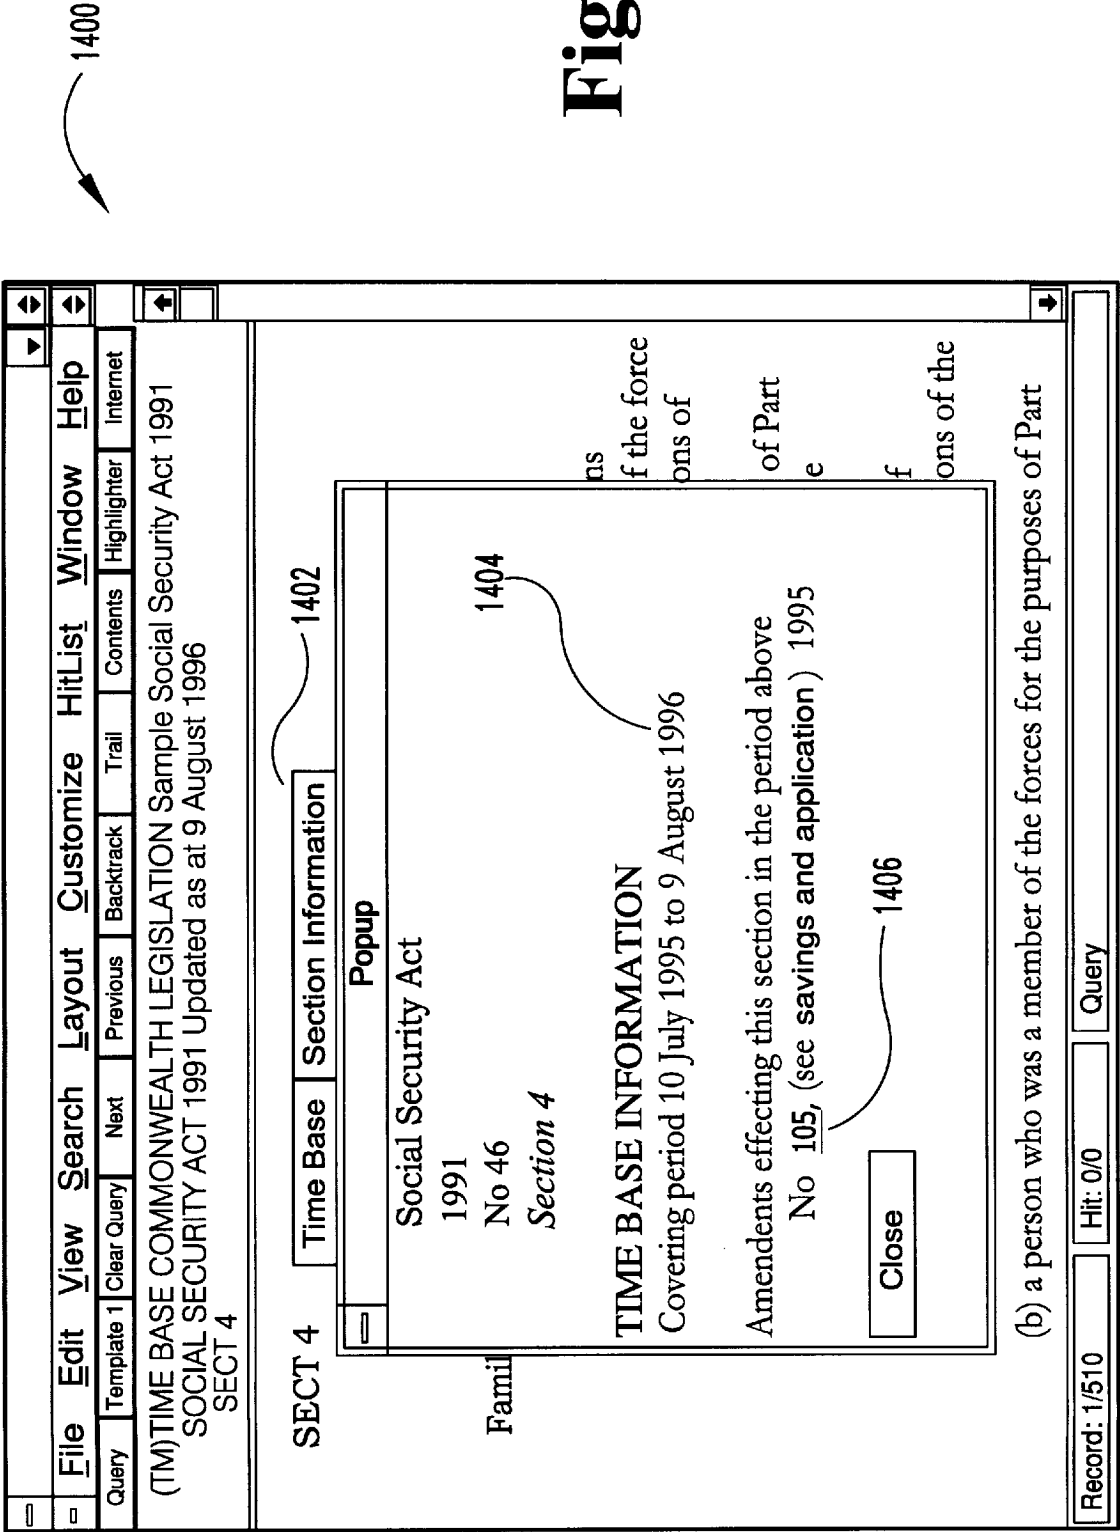 1400
File Edit View Search Layout Customize HitList Window Help
Query Template 1 Clear Query Next Previous Backtrack Trail Contents Highlighter Internet
(TM)TIME BASE COMMONWEALTH LEGISLATION Sample Social Security Act 1991
SOCIAL SECURITY ACT 1991 Updated as at 9 August 1996
SECT 4
SECT 4 Time Base Section Information 1402
Popup
Social Security Act
1991
No 46
Section 4
1404
Famil
ns
TIME BASE INFORMATION
f the force
Covering period 10 July 1995 to 9 August 1996
ons of
Amendents effecting this section in the period above
of Part
No 105, (see savings and application) 1995
e
1406
Close
f
ons of the
(b) a person who was a member of the forces for the purposes of Part
Record: 1/510 Hit: 0/0 Query
Fig